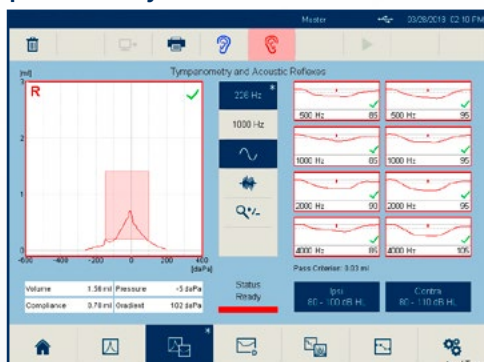 Master 03/28/2018 02:10 PM
Tympanometry and Acoustic Reflexes
[ml]
3
R
2
1
0
-600 -400 -200 0 200 400
[daPa]
226 Hz
1000 Hz
500 Hz 85
500 Hz 95
1000 Hz 85
1000 Hz 95
2000 Hz 90
2000 Hz 95
4000 Hz 85
4000 Hz 105
Pass Criterion: 0.03 ml
Volume 1.36 ml Pressure -5 daPa
Compliance 0.70 ml Gradient 102 daPa
Status
Ready
Ipsi
80 - 100 dB HL
Contra
80 - 110 dB HL